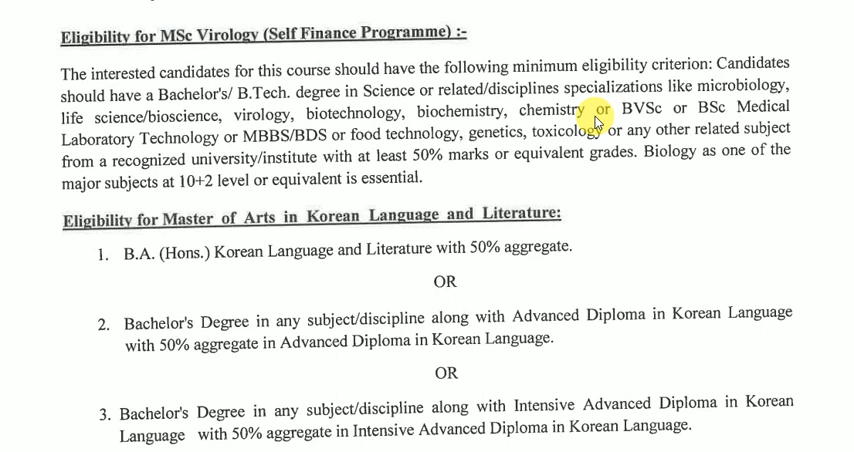 Eligibility for MSc Virology (Self Finance Programme) :-
The interested candidates for this course should have the following minimum eligibility criterion: Candidates
should have a Bachelor's/ B.Tech. degree in Science or related/disciplines specializations like microbiology,
life science/bioscience, virology, biotechnology, biochemistry, chemistry or BVSc or BSc Medical
Laboratory Technology or MBBS/BDS or food technology, genetics, toxicology or any other related subject
from a recognized university/institute with at least 50% marks or equivalent grades. Biology as one of the
major subjects at 10+2 level or equivalent is essential.
Eligibility for Master of Arts in Korean Language and Literature:
1. B.A. (Hons.) Korean Language and Literature with 50% aggregate.
OR
2. Bachelor's Degree in any subject/discipline along with Advanced Diploma in Korean Language
with 50% aggregate in Advanced Diploma in Korean Language.
OR
3. Bachelor's Degree in any subject/discipline along with Intensive Advanced Diploma in Korean
Language with 50% aggregate in Intensive Advanced Diploma in Korean Language.